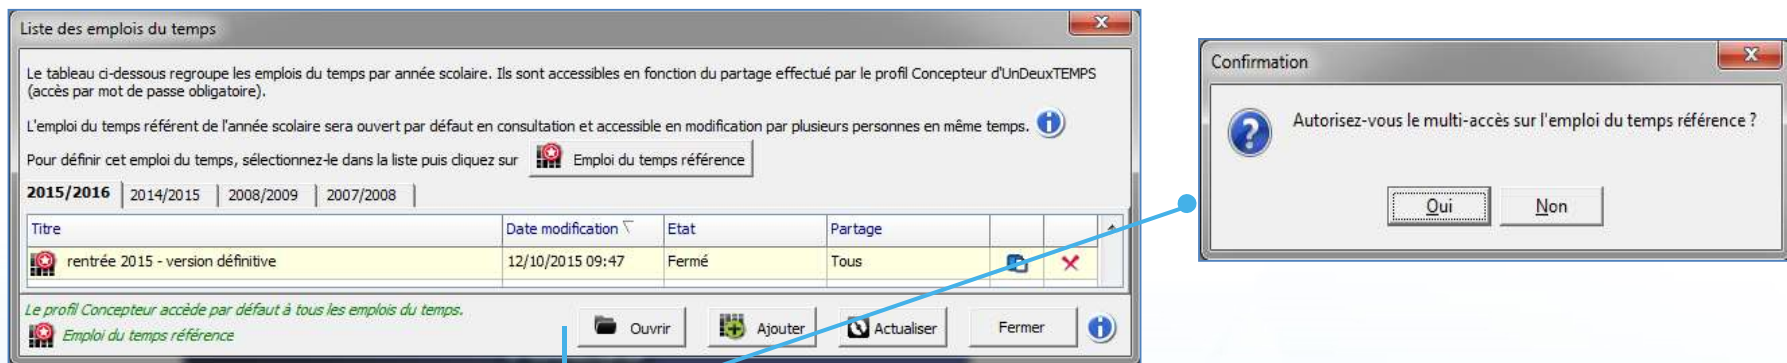 Liste des emplois du temps
Le tableau ci-dessous regroupe les emplois du temps par année scolaire. Ils sont accessibles en fonction du partage effectué par le profil Concepteur d'UnDeuxTEMPS
(accès par mot de passe obligatoire).
L'emploi du temps référent de l'année scolaire sera ouvert par défaut en consultation et accessible en modification par plusieurs personnes en même temps.
Pour définir cet emploi du temps, sélectionnez-le dans la liste puis cliquez sur Emploi du temps référence
2015/2016 2014/2015 2008/2009 2007/2008
Titre Date modification Etat Partage
rentrée 2015 - version définitive 12/10/2015 09:47 Fermé Tous
Le profil Concepteur accède par défaut à tous les emplois du temps.
Emploi du temps référence
Ouvrir Ajouter Actualiser Fermer
Confirmation
Autorisez-vous le multi-accès sur l'emploi du temps référence ?
Oui Non